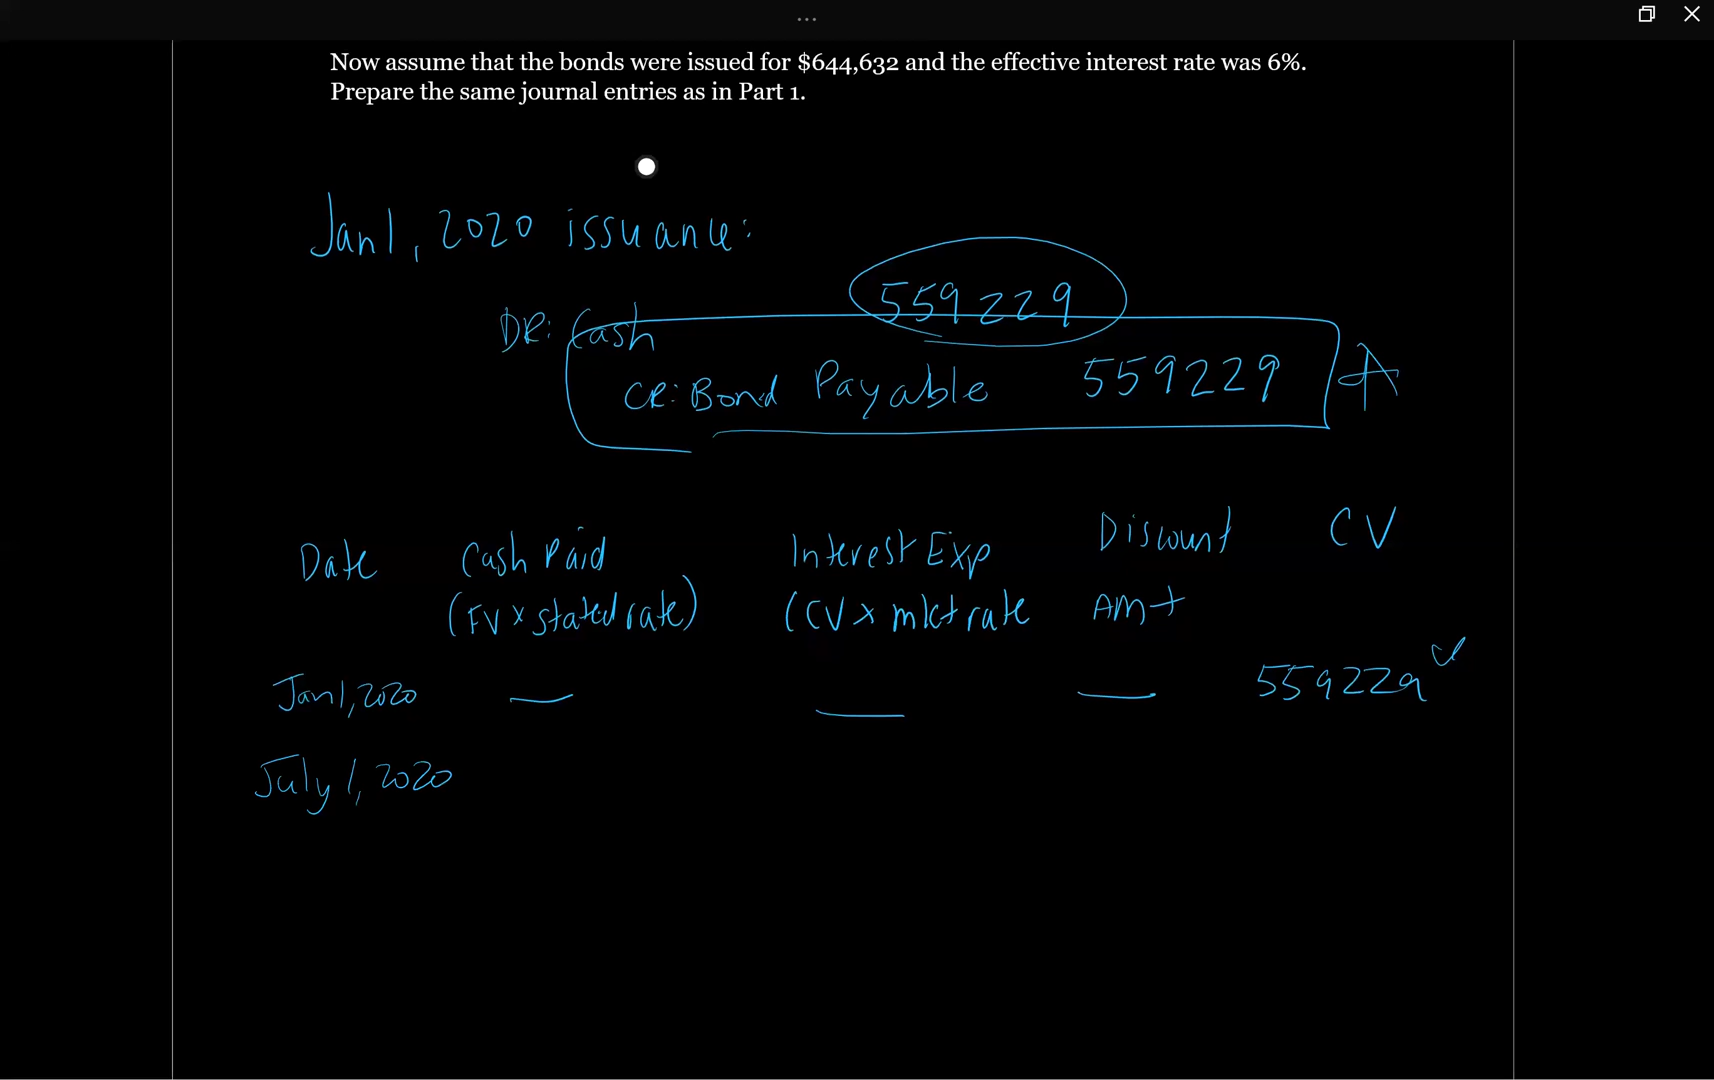 Now assume that the bonds were issued for $644,632 and the effective interest rate was 6%.
Prepare the same journal entries as in Part 1.
Jan 1, 2020 issuance:
DR: Cash 559229
CR: Bond Payable 559229
Date Cash Paid Interest Exp Discount CV
(FV x stated rate) (CV x mkt rate AMt
Jan 1, 2020 — — — 559229
July 1, 2020